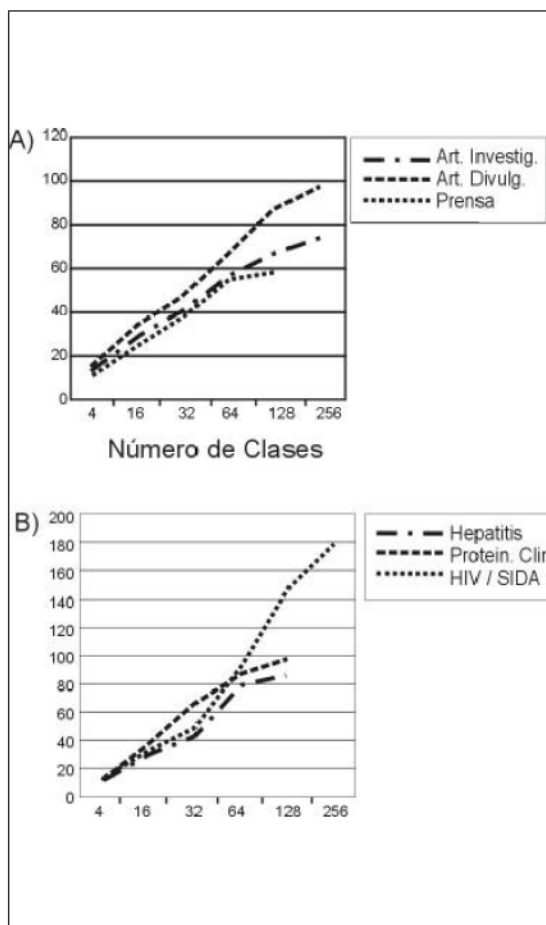 A)
120
100
80
60
40
20
0
4 16 32 64 128 256
Número de Clases
Art. Investig.
Art. Divulg.
Prensa
B)
200
180
160
140
120
100
80
60
40
20
0
4 16 32 64 128 256
Hepatitis
Protein. Clin
HIV / SIDA